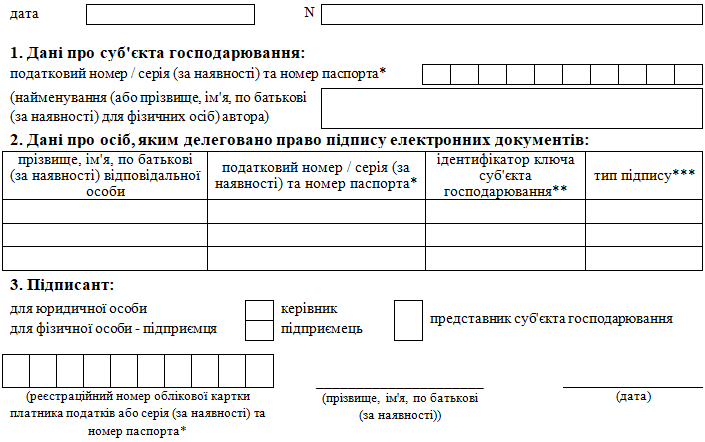 дата N
1. Дані про суб'єкта господарювання:
податковий номер / серія (за наявності) та номер паспорта*
(найменування (або прізвище, ім'я, по батькові
(за наявності) для фізичних осіб) автора)
2. Дані про осіб, яким делеговано право підпису електронних документів:
прізвище, ім'я, по батькові
(за наявності) відповідальної
особи
податковий номер / серія (за
наявності) та номер паспорта*
ідентифікатор ключа
суб'єкта
господарювання**
тип підпису***
3. Підписант:
для юридичної особи керівник
для фізичної особи - підприємця підприємець
представник суб'єкта господарювання
(реєстраційний номер облікової картки
платника податків або серія (за наявності) та
номер паспорта*
(прізвище, ім'я, по батькові
(за наявності))
(дата)